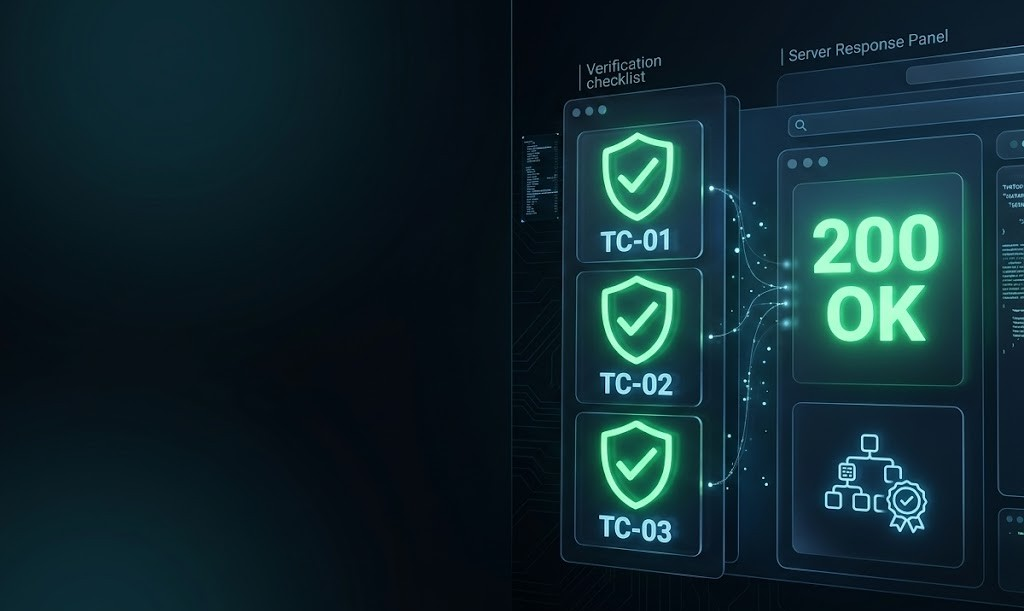 Verification
checklist
TC-01
TC-02
TC-03
Server Response Panel
200
OK